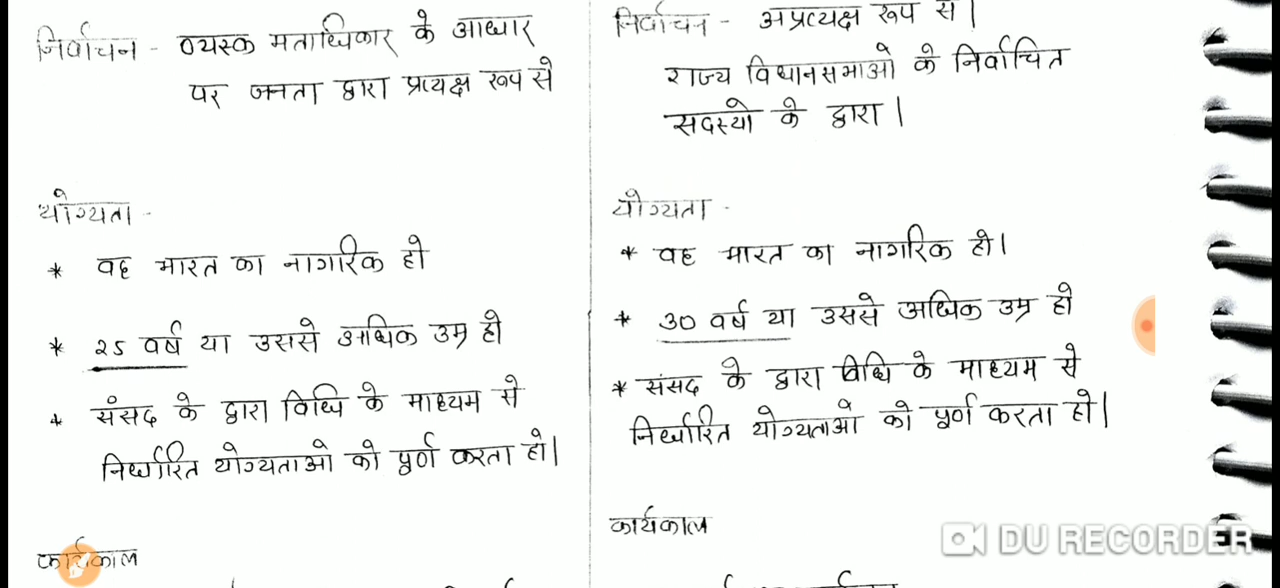 निर्वाचन - व्यस्क मताधिकार के आधार
पर जनता द्वारा प्रत्यक्ष रूप से
योग्यता -
* वह भारत का नागरिक हो
* २५ वर्ष या उससे अधिक उम्र हो
* संसद के द्वारा विधि के माध्यम से
निर्धारित योग्यताओ को पूर्ण करता हो।
कार्यकाल
निर्वाचन - अप्रत्यक्ष रूप से।
राज्य विधानसभाओ के निर्वाचित
सदस्यो के द्वारा।
योग्यता -
* वह भारत का नागरिक हो।
* 30 वर्ष या उससे अधिक उम्र हो
* संसद के द्वारा विधि के माध्यम से
निर्धारित योग्यताओ को पूर्ण करता हो।
कार्यकाल
DU RECORDER